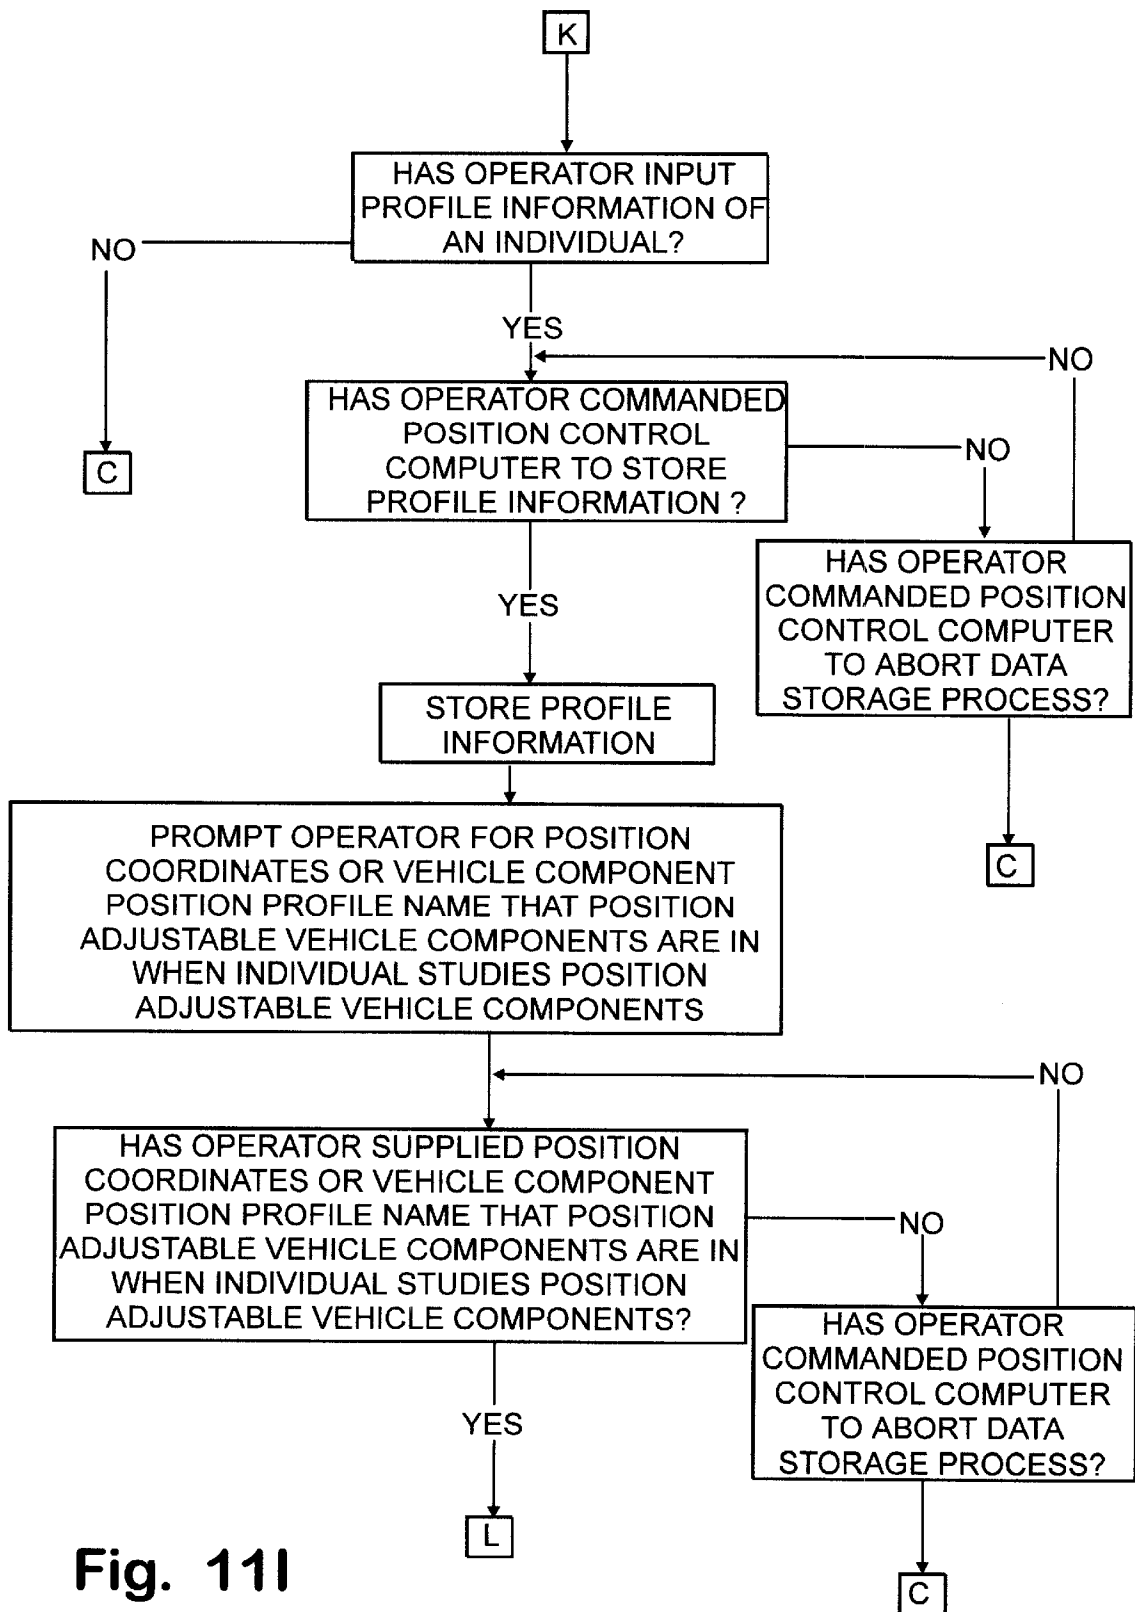 K
HAS OPERATOR INPUT
PROFILE INFORMATION OF
AN INDIVIDUAL?
NO
YES
NO
HAS OPERATOR COMMANDED
POSITION CONTROL
COMPUTER TO STORE
PROFILE INFORMATION ?
NO
C
HAS OPERATOR
COMMANDED POSITION
CONTROL COMPUTER
TO ABORT DATA
STORAGE PROCESS?
YES
STORE PROFILE
INFORMATION
C
PROMPT OPERATOR FOR POSITION
COORDINATES OR VEHICLE COMPONENT
POSITION PROFILE NAME THAT POSITION
ADJUSTABLE VEHICLE COMPONENTS ARE IN
WHEN INDIVIDUAL STUDIES POSITION
ADJUSTABLE VEHICLE COMPONENTS
NO
HAS OPERATOR SUPPLIED POSITION
COORDINATES OR VEHICLE COMPONENT
POSITION PROFILE NAME THAT POSITION
ADJUSTABLE VEHICLE COMPONENTS ARE IN
WHEN INDIVIDUAL STUDIES POSITION
ADJUSTABLE VEHICLE COMPONENTS?
NO
HAS OPERATOR
COMMANDED POSITION
CONTROL COMPUTER
TO ABORT DATA
STORAGE PROCESS?
YES
L
C
Fig. 11I